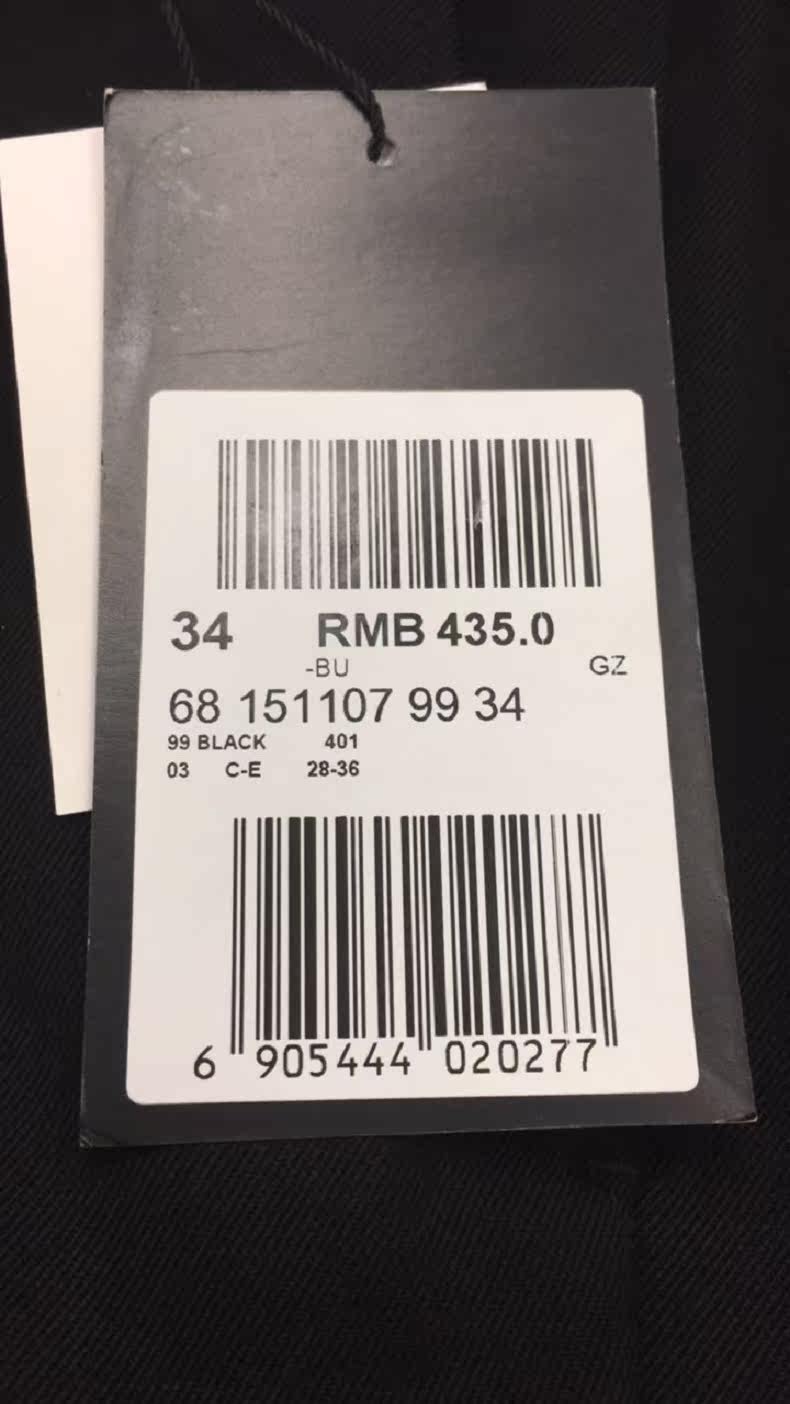 34 RMB 435.0
-BU GZ
68 151107 99 34
99 BLACK 401
03 C-E 28-36
6 905444 020277